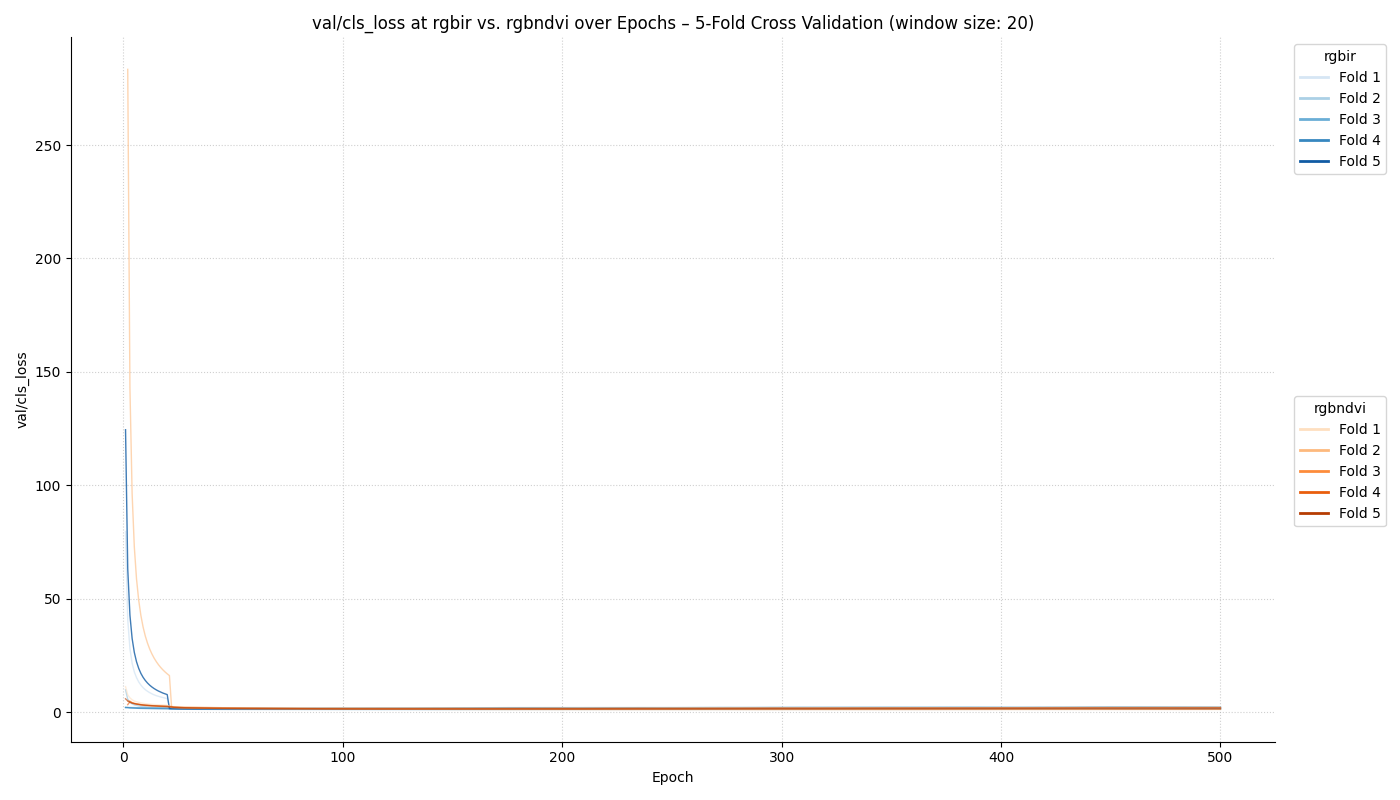 val/cls_loss at rgbir vs. rgbndvi over Epochs – 5-Fold Cross Validation (window size: 20)
rgbir
Fold 1
Fold 2
Fold 3
Fold 4
Fold 5
rgbndvi
Fold 1
Fold 2
Fold 3
Fold 4
Fold 5
val/cls_loss
250
200
150
100
50
0
0 100 200 300 400 500
Epoch